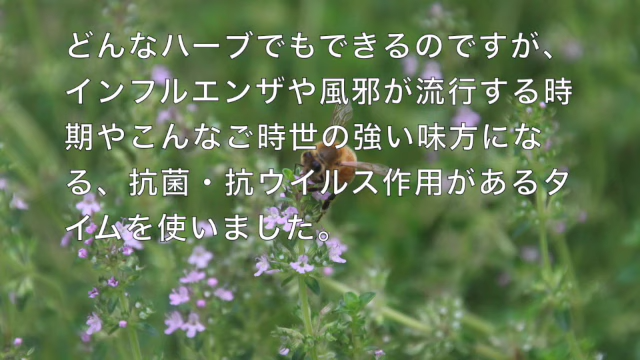 どんなハーブでもできるのですが、
インフルエンザや風邪が流行する時
期やこんなご時世の強い味方にな
る、抗菌・抗ウイルス作用があるタ
イムを使いました。